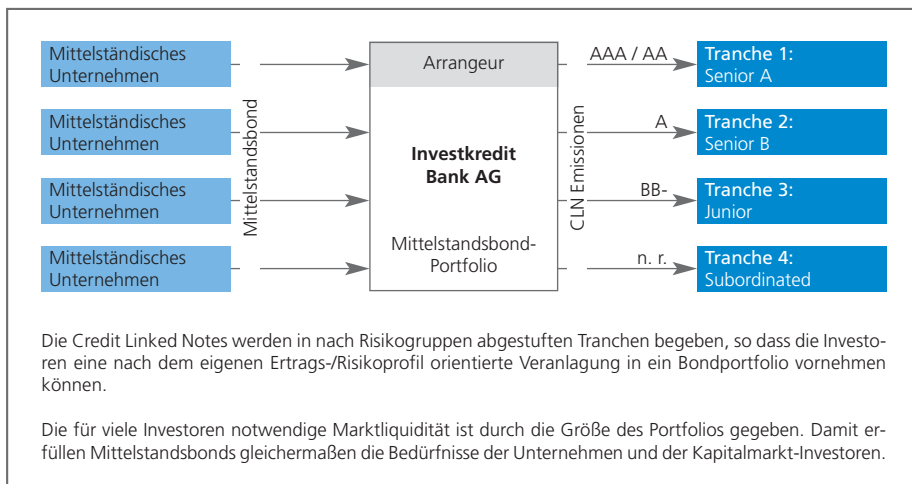 Mittelständisches
Unternehmen
Mittelständisches
Unternehmen
Mittelständisches
Unternehmen
Mittelständisches
Unternehmen
Mittelstandsbond
Arrangeur
Investkredit
Bank AG
Mittelstandsbond-
Portfolio
CLN Emissionen
AAA / AA
A
BB-
n. r.
Tranche 1:
Senior A
Tranche 2:
Senior B
Tranche 3:
Junior
Tranche 4:
Subordinated
Die Credit Linked Notes werden in nach Risikogruppen abgestuften Tranchen begeben, so dass die Investo-
ren eine nach dem eigenen Ertrags-/Risikoprofil orientierte Veranlagung in ein Bondportfolio vornehmen
können.
Die für viele Investoren notwendige Marktliquidität ist durch die Größe des Portfolios gegeben. Damit er-
füllen Mittelstandsbonds gleichermaßen die Bedürfnisse der Unternehmen und der Kapitalmarkt-Investoren.